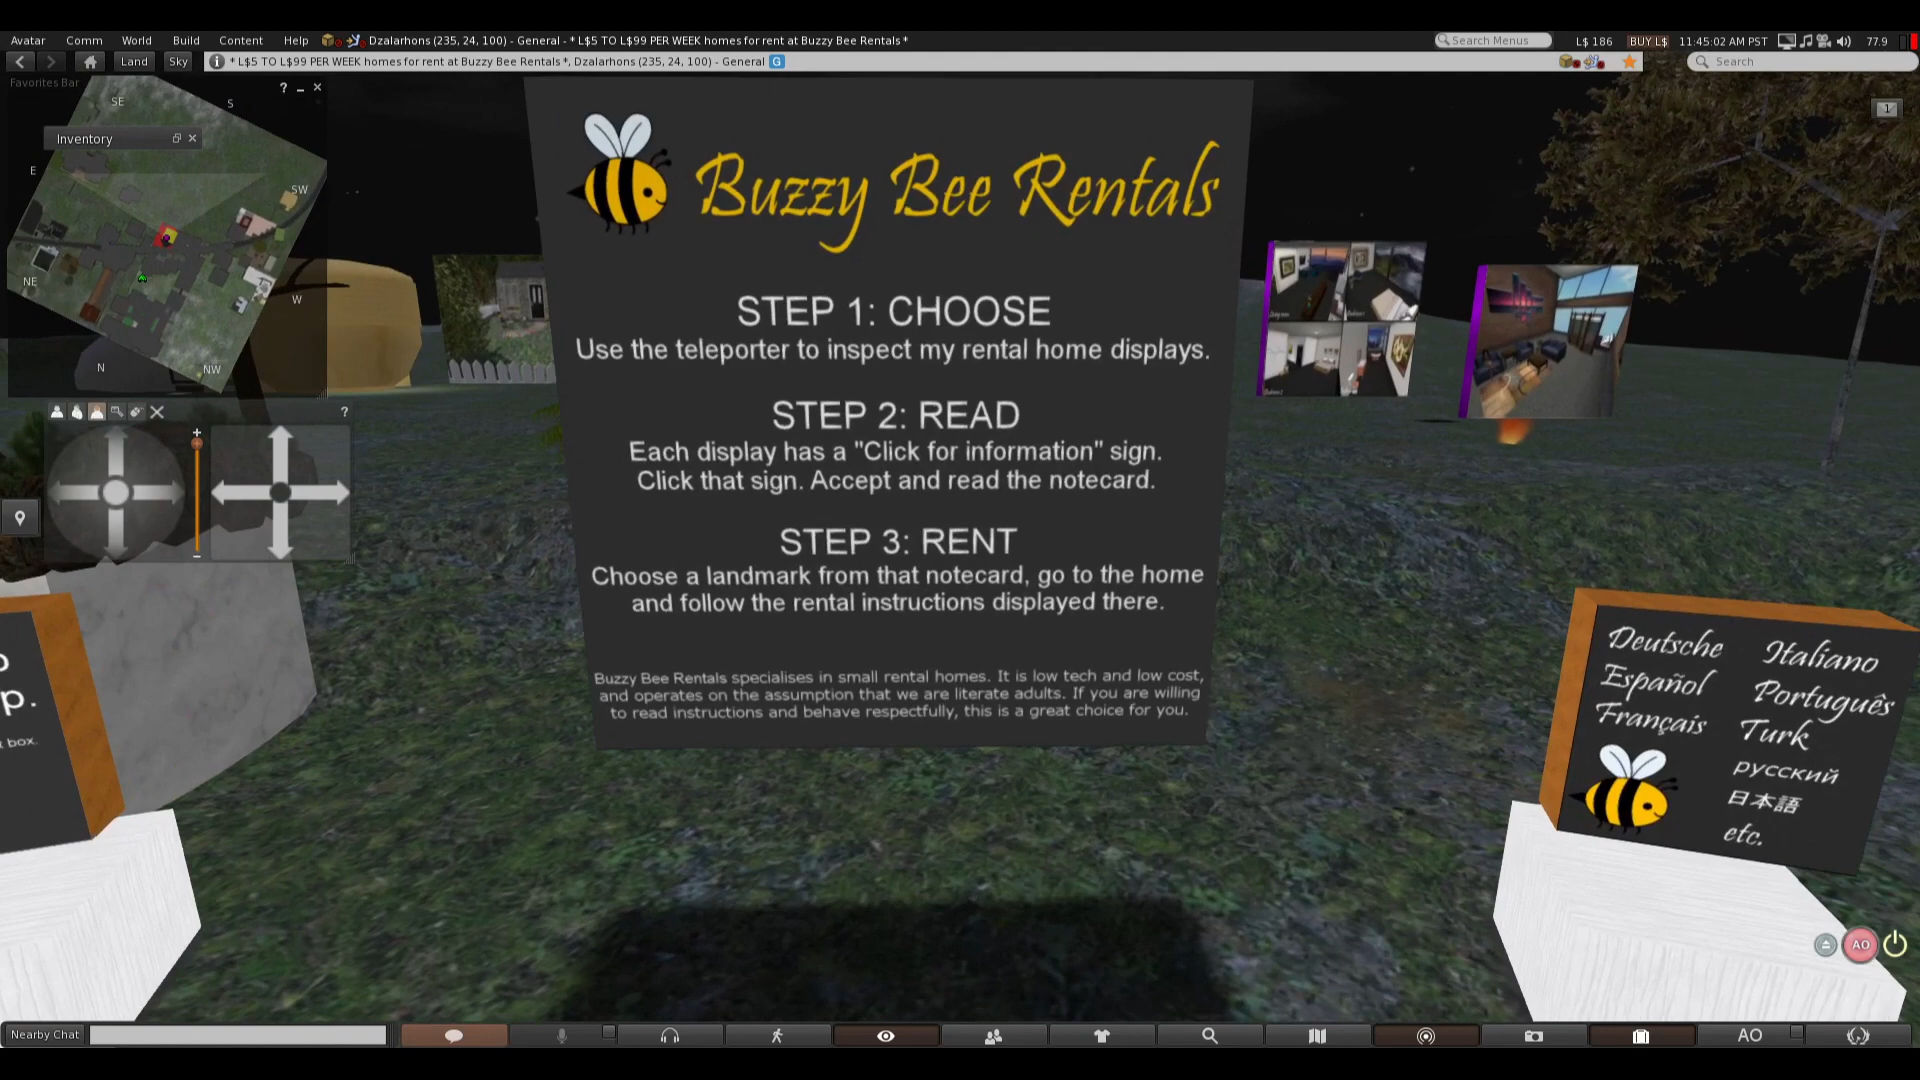 Avatar Comm World Build Content Help Dzalarhons (235, 24, 100) - General - * L$5 TO L$99 PER WEEK homes for rent at Buzzy Bee Rentals * Search Menus L$ 186 BUY L$ 11:45:02 AM PST 77.9
Land Sky * L$5 TO L$99 PER WEEK homes for rent at Buzzy Bee Rentals *, Dzalarhons (235, 24, 100) - General G Search
Favorites Bar
? _
SE S
1
Inventory
E
SW
NE
W
N
NW
?
+
-
Buzzy Bee Rentals
STEP 1: CHOOSE
Use the teleporter to inspect my rental home displays.
STEP 2: READ
Each display has a "Click for information" sign.
Click that sign. Accept and read the notecard.
STEP 3: RENT
Choose a landmark from that notecard, go to the home
and follow the rental instructions displayed there.
Buzzy Bee Rentals specialises in small rental homes. It is low tech and low cost,
and operates on the assumption that we are literate adults. If you are willing
to read instructions and behave respectfully, this is a great choice for you.
p.
box.
Deutsche Italiano
Español Português
Français Turk
русский
日本語
etc.
AO
Nearby Chat AO